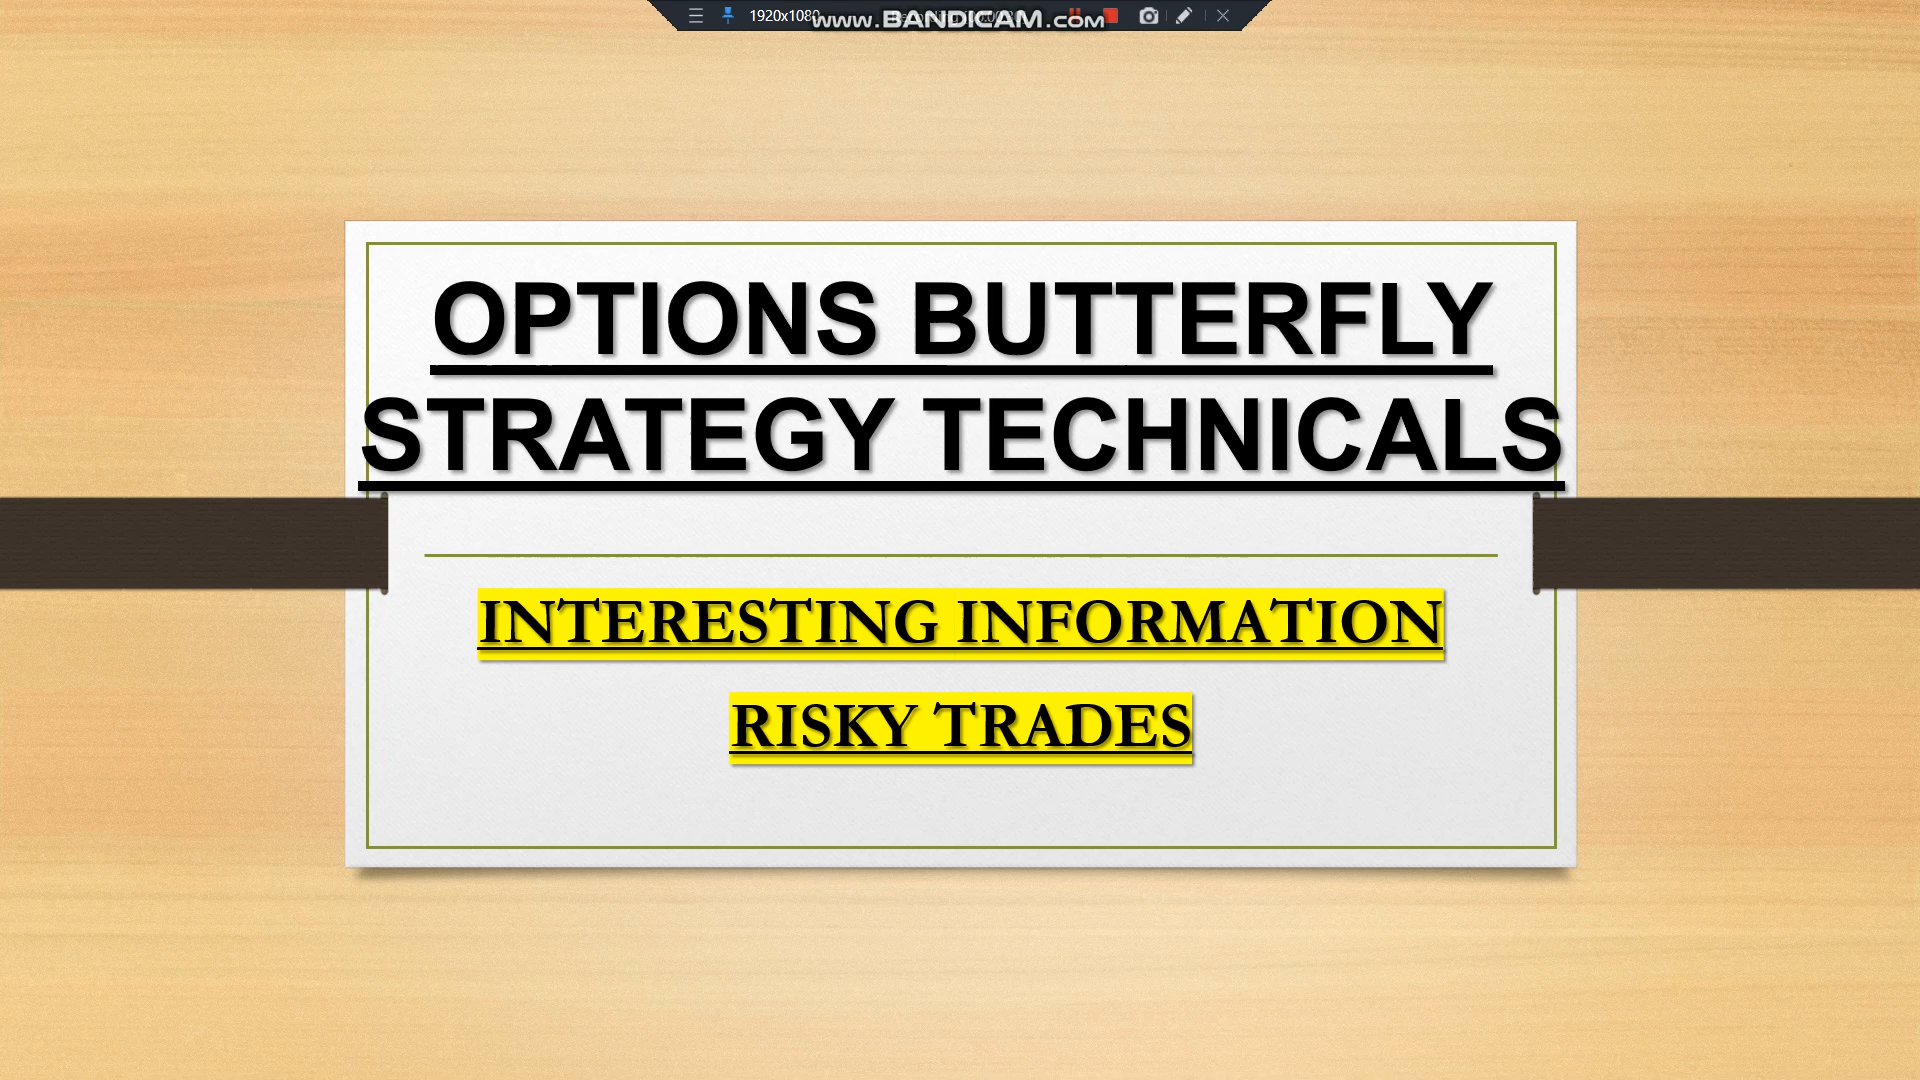 1920x1080
www.BANDICAM.com
OPTIONS BUTTERFLY
STRATEGY TECHNICALS
INTERESTING INFORMATION
RISKY TRADES